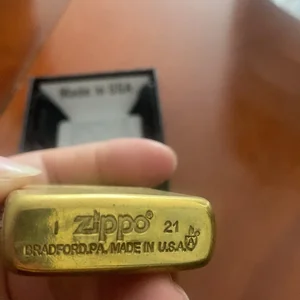 Made in USA
I zippo® 21
BRADFORD.PA. MADE IN U.S.A.